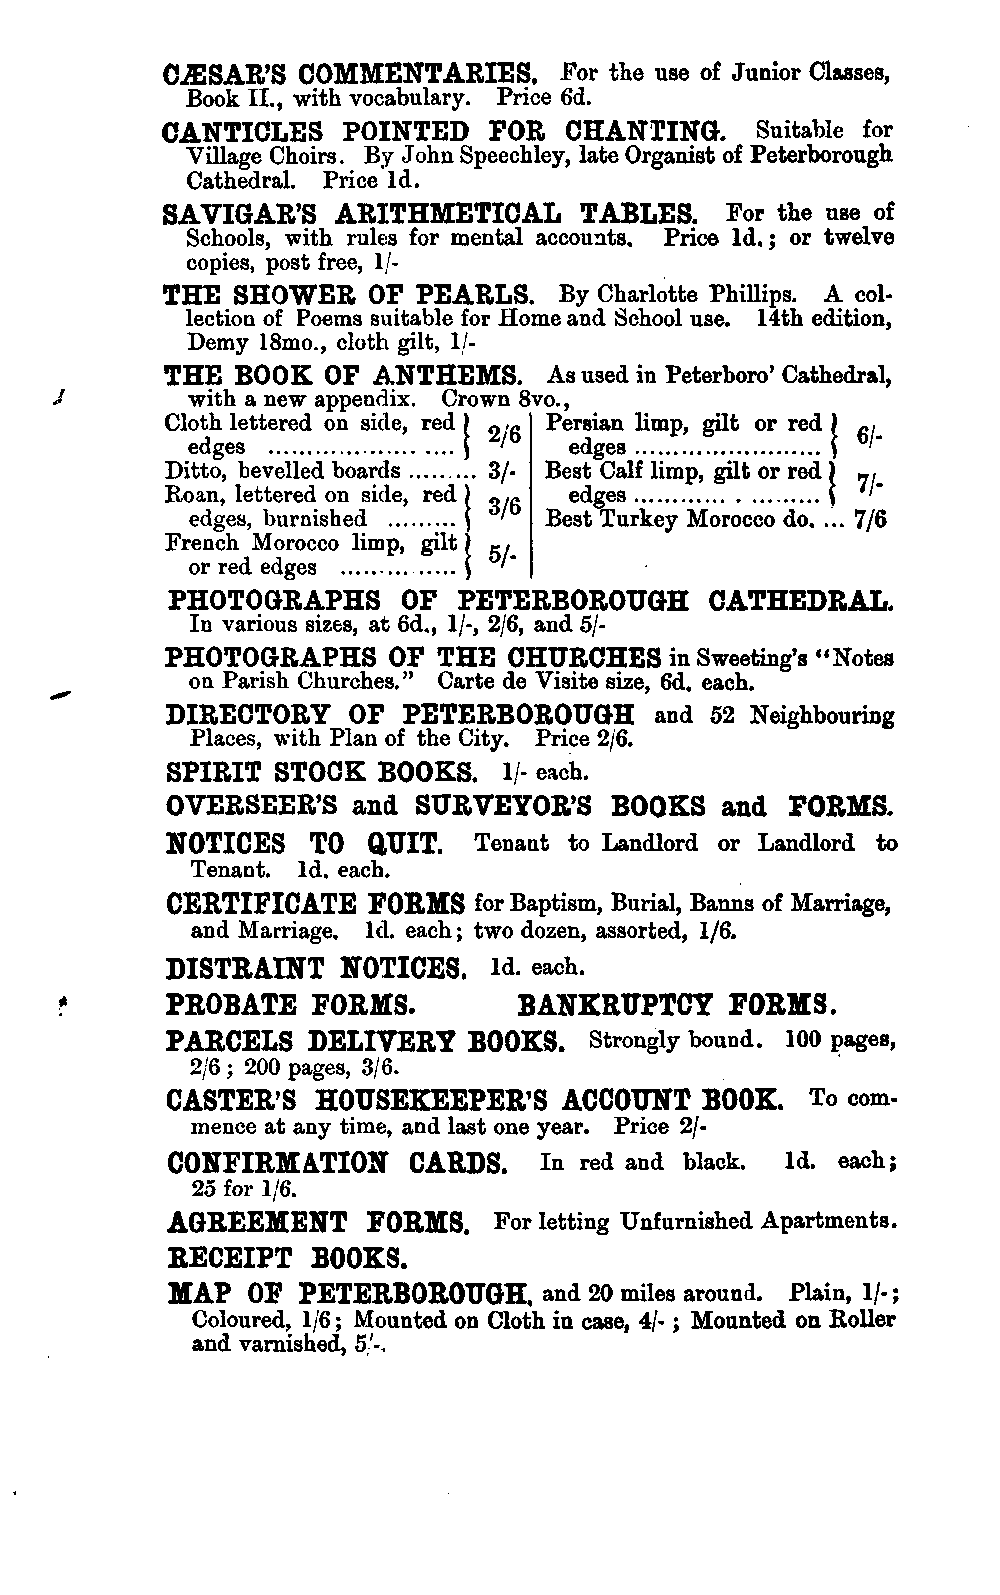 CÆSAR'S COMMENTARIES. For the use of Junior Classes,
Book II., with vocabulary. Price 6d.
CANTICLES POINTED FOR CHANTING. Suitable for
Village Choirs. By John Speechley, late Organist of Peterborough
Cathedral. Price 1d.
SAVIGAR'S ARITHMETICAL TABLES. For the use of
Schools, with rules for mental accounts. Price 1d.; or twelve
copies, post free, 1/-
THE SHOWER OF PEARLS. By Charlotte Phillips. A col-
lection of Poems suitable for Home and School use. 14th edition,
Demy 18mo., cloth gilt, 1/-
THE BOOK OF ANTHEMS. As used in Peterboro' Cathedral,
with a new appendix. Crown 8vo.,
Cloth lettered on side, red
edges ........................ } 2/6
Ditto, bevelled boards ......... 3/-
Roan, lettered on side, red
edges, burnished ......... } 3/6
French Morocco limp, gilt
or red edges ............... } 5/-
Persian limp, gilt or red
edges ........................ } 6/-
Best Calf limp, gilt or red
edges ........................ } 7/-
Best Turkey Morocco do. ... 7/6
PHOTOGRAPHS OF PETERBOROUGH CATHEDRAL.
In various sizes, at 6d., 1/-, 2/6, and 5/-
PHOTOGRAPHS OF THE CHURCHES in Sweeting's "Notes
on Parish Churches." Carte de Visite size, 6d. each.
DIRECTORY OF PETERBOROUGH and 52 Neighbouring
Places, with Plan of the City. Price 2/6.
SPIRIT STOCK BOOKS. 1/- each.
OVERSEER'S and SURVEYOR'S BOOKS and FORMS.
NOTICES TO QUIT. Tenant to Landlord or Landlord to
Tenant. 1d. each.
CERTIFICATE FORMS for Baptism, Burial, Banns of Marriage,
and Marriage. 1d. each; two dozen, assorted, 1/6.
DISTRAINT NOTICES. 1d. each.
PROBATE FORMS. BANKRUPTCY FORMS.
PARCELS DELIVERY BOOKS. Strongly bound. 100 pages,
2/6; 200 pages, 3/6.
CASTER'S HOUSEKEEPER'S ACCOUNT BOOK. To com-
mence at any time, and last one year. Price 2/-
CONFIRMATION CARDS. In red and black. 1d. each;
25 for 1/6.
AGREEMENT FORMS. For letting Unfurnished Apartments.
RECEIPT BOOKS.
MAP OF PETERBOROUGH, and 20 miles around. Plain, 1/-;
Coloured, 1/6; Mounted on Cloth in case, 4/-; Mounted on Roller
and varnished, 5/-.